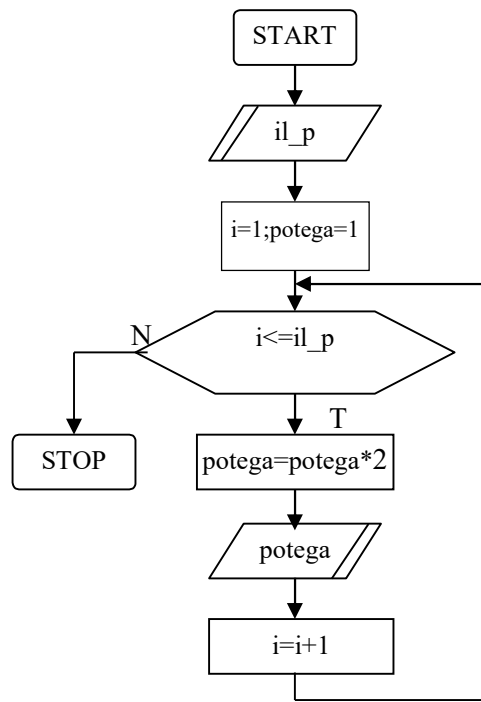 START
il_p
i=1;potega=1
i<=il_p
N
T
STOP
potega=potega*2
potega
i=i+1